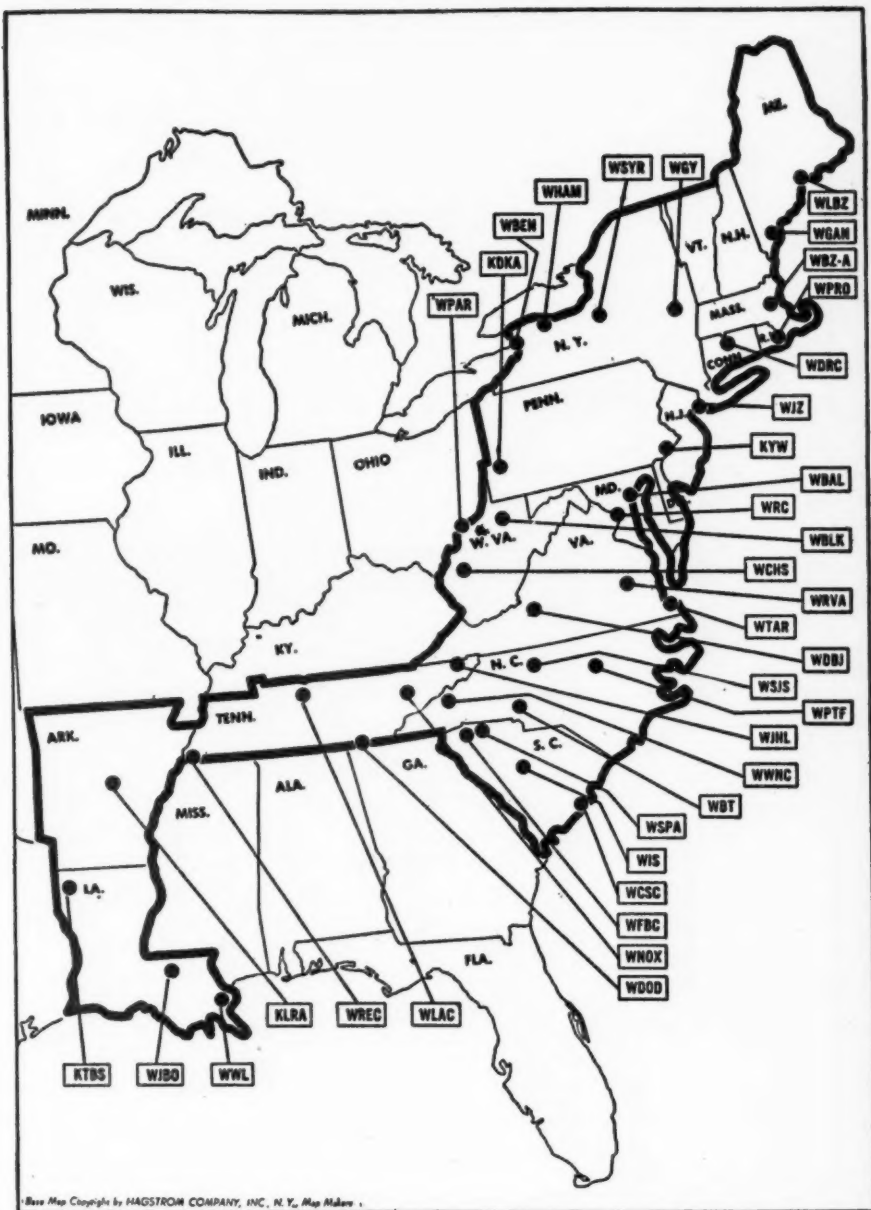 ME.
WSYR
WGY
WHAM
MINN.
WBEN
WLBZ
VT.
N.H.
WGAN
KDKA
WBZ-A
WIS.
WPAR
MICH.
MASS.
WPRO
N.Y.
R.I.
CONN.
WDRC
PENN.
N.J.
WJZ
IOWA
ILL.
OHIO
IND.
KYW
MD.
WBAL
WRC
& W. VA.
VA.
WBLK
MO.
WCHS
WRVA
WTAR
KY.
N. C.
WDBJ
WSJS
WPTF
TENN.
ARK.
WJHL
S. C.
GA.
WWNC
ALA.
MISS.
WBT
WSPA
WIS
LA.
WCSC
WFBC
WNOX
FLA.
WDOD
KLRA
WREC
WLAC
KTBS
WJBO
WWL
Base Map Copyright by HAGSTROM COMPANY, INC., N. Y., Map Makers